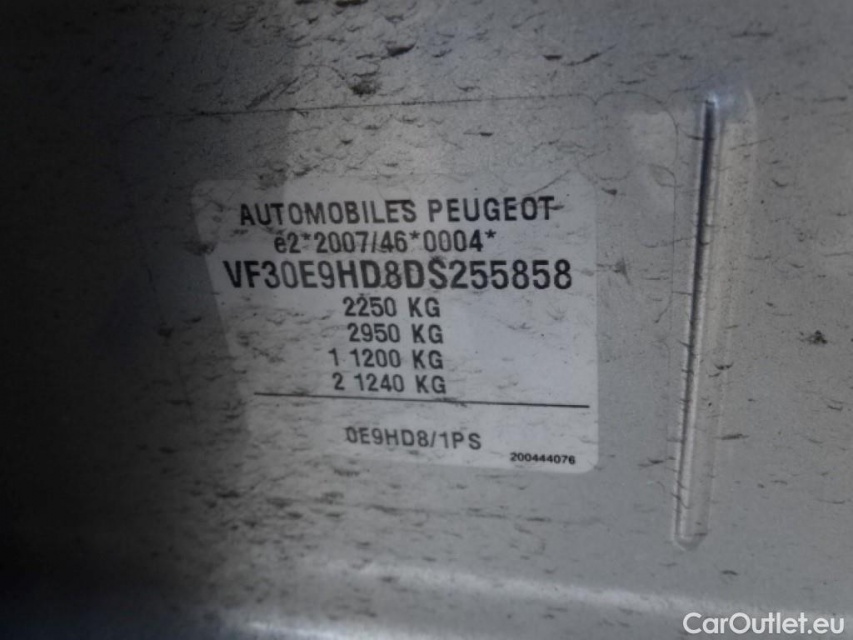 AUTOMOBILES PEUGEOT
e2*2007/46*0004*
VF30E9HD8DS255858
2250 KG
2950 KG
1 1200 KG
2 1240 KG
0E9HD8/1PS
200444076
CarOutlet.eu